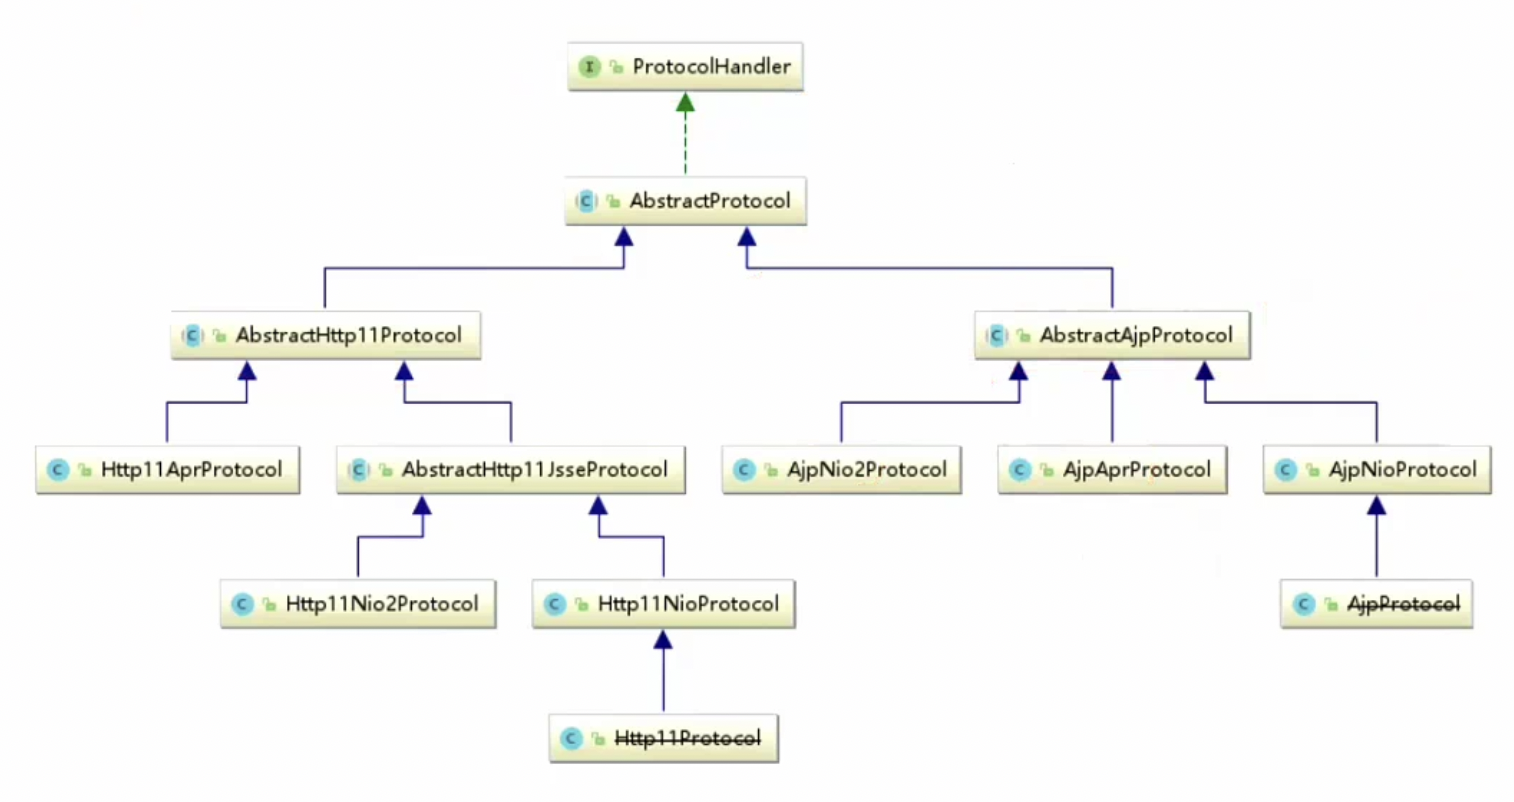 ProtocolHandler
AbstractProtocol
AbstractHttp11Protocol
AbstractAjpProtocol
Http11AprProtocol
AbstractHttp11JsseProtocol
AjpNio2Protocol
AjpAprProtocol
AjpNioProtocol
Http11Nio2Protocol
Http11NioProtocol
AjpProtocol
Http11Protocol